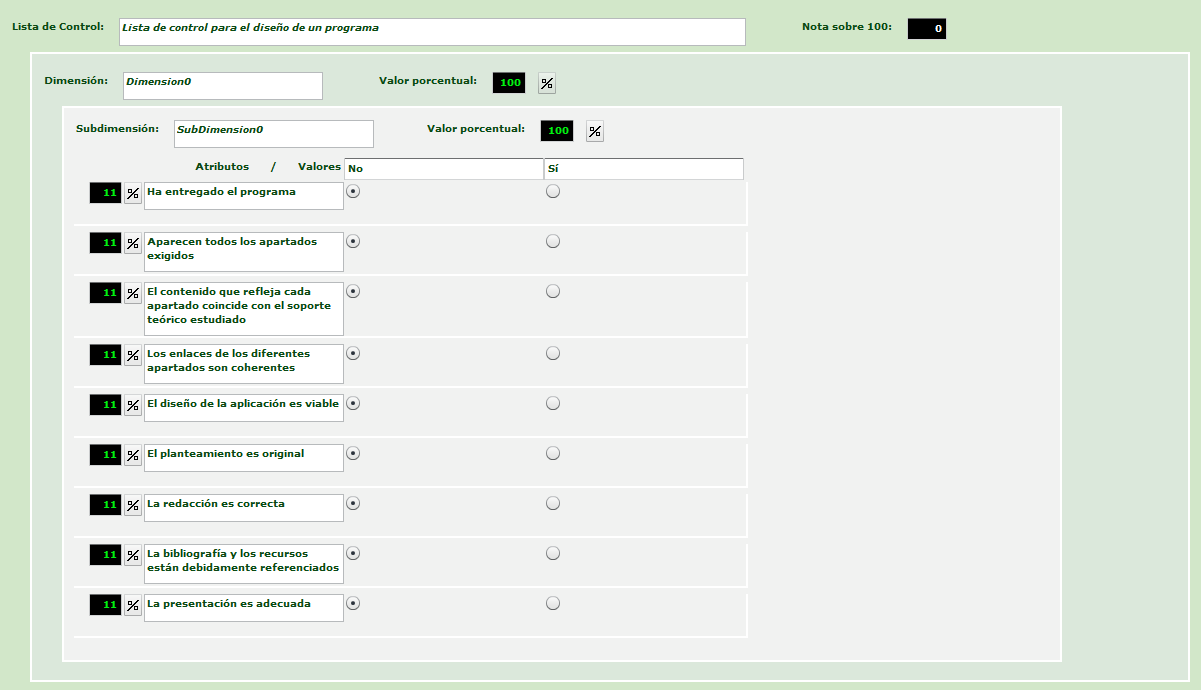 Lista de Control: Lista de control para el diseño de un programa Nota sobre 100: 0
Dimensión: Dimension0 Valor porcentual: 100 %
Subdimensión: SubDimension0 Valor porcentual: 100 %
Atributos / Valores No Sí
11 % Ha entregado el programa
11 % Aparecen todos los apartados
exigidos
11 % El contenido que refleja cada
apartado coincide con el soporte
teórico estudiado
11 % Los enlaces de los diferentes
apartados son coherentes
11 % El diseño de la aplicación es viable
11 % El planteamiento es original
11 % La redacción es correcta
11 % La bibliografía y los recursos
están debidamente referenciados
11 % La presentación es adecuada